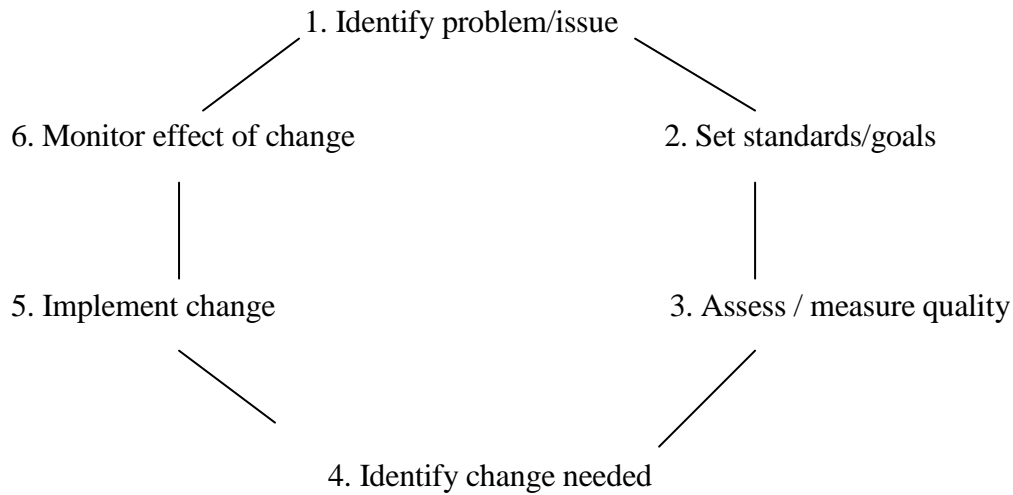 1. Identify problem/issue
6. Monitor effect of change
2. Set standards/goals
5. Implement change
3. Assess / measure quality
4. Identify change needed